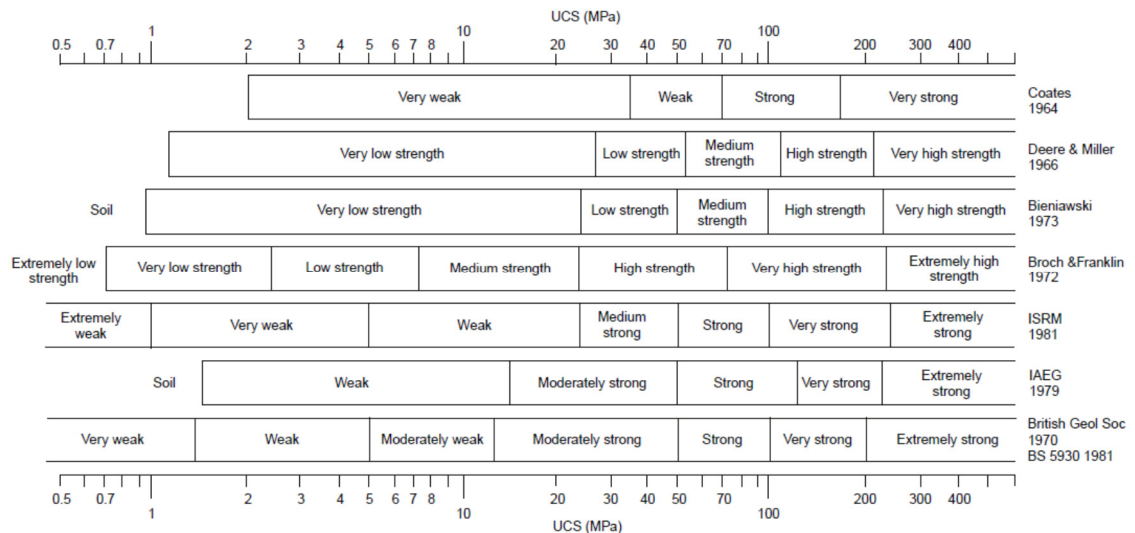 UCS (MPa)
1 10 100
0.5 0.7 2 3 4 5 6 7 8 20 30 40 50 70 200 300 400
Very weak Weak Strong Very strong Coates
1964
Very low strength Low strength Medium strength High strength Very high strength Deere & Miller
1966
Soil Very low strength Low strength Medium strength High strength Very high strength Bieniawski
1973
Extremely low strength Very low strength Low strength Medium strength High strength Very high strength Extremely high strength Broch &Franklin
1972
Extremely weak Very weak Weak Medium strong Strong Very strong Extremely strong ISRM
1981
Soil Weak Moderately strong Strong Very strong Extremely strong IAEG
1979
Very weak Weak Moderately weak Moderately strong Strong Very strong Extremely strong British Geol Soc
1970
BS 5930 1981
0.5 0.7 2 3 4 5 6 7 8 20 30 40 50 70 200 300 400
1 10 100
UCS (MPa)